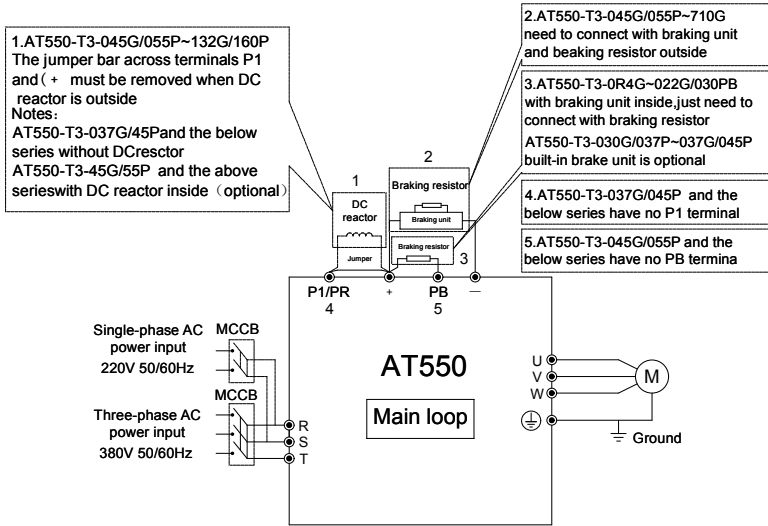 1.AT550-T3-045G/055P~132G/160P
The jumper bar across terminals P1
and（ + must be removed when DC
reactor is outside
Notes：
AT550-T3-037G/45Pand the below
series without DCresctor
AT550-T3-45G/55P and the above
serieswith DC reactor inside（optional）
2.AT550-T3-045G/055P~710G
need to connect with braking unit
and beaking resistor outside
3.AT550-T3-0R4G~022G/030PB
with braking unit inside,just need to
connect with braking resistor
AT550-T3-030G/037P~037G/045P
built-in brake unit is optional
4.AT550-T3-037G/045P and the
below series have no P1 terminal
5.AT550-T3-045G/055P and the
below series have no PB termina
1
DC
reactor
Jumper
2
Braking resistor
Braking unit
Braking resistor
3
P1/PR
+
PB
—
4
5
Single-phase AC
power input
220V 50/60Hz
MCCB
MCCB
Three-phase AC
power input
380V 50/60Hz
R
S
T
AT550
Main loop
U
V
W
M
Ground